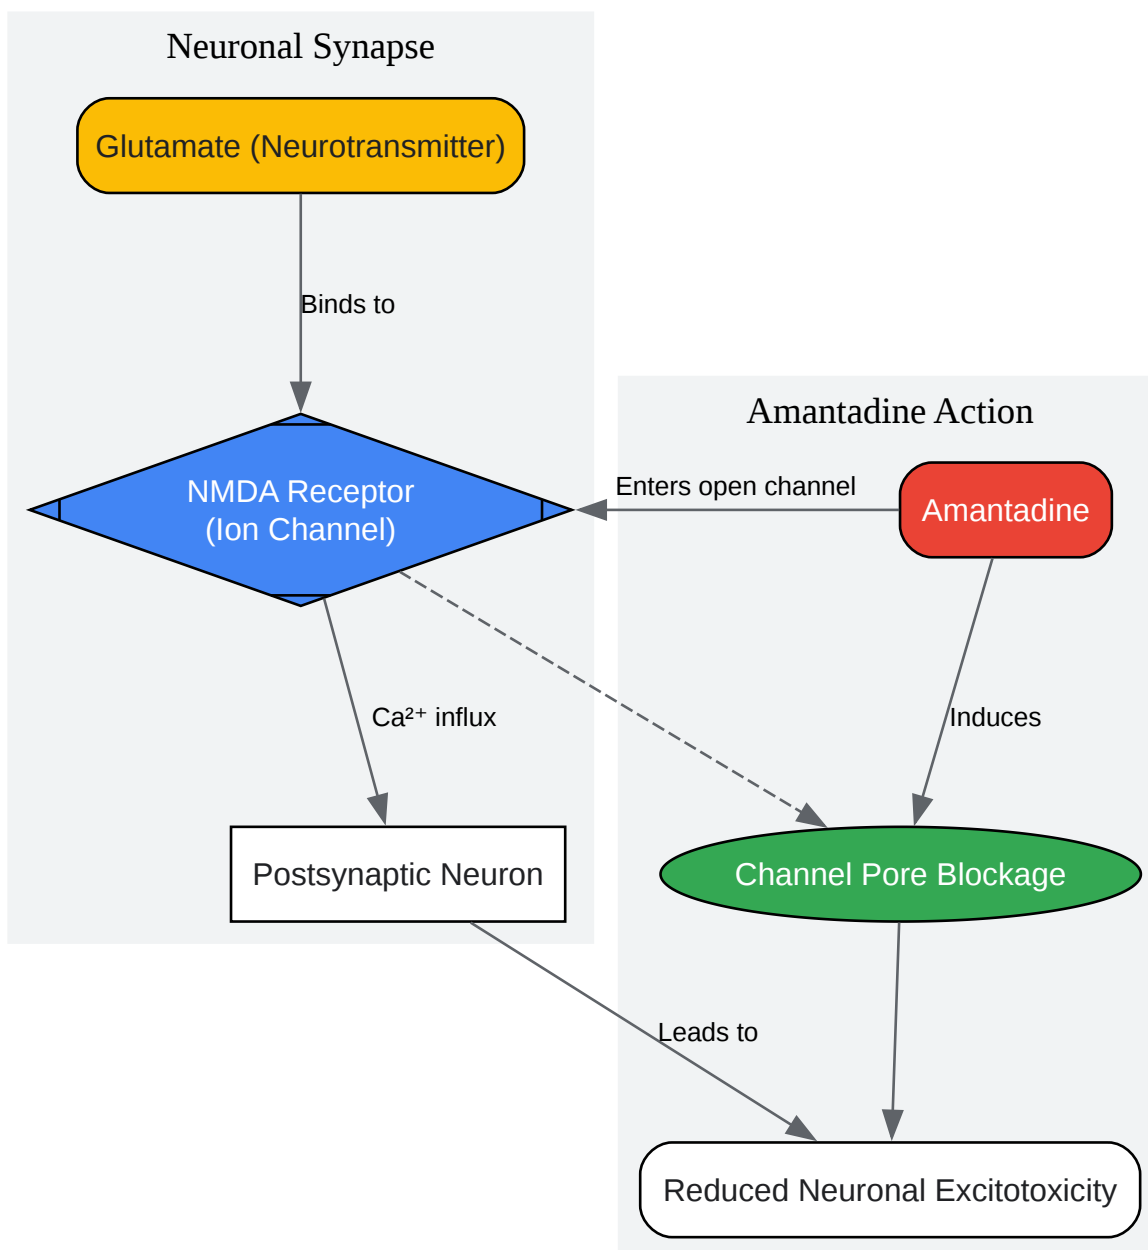 Neuronal Synapse
Glutamate (Neurotransmitter)
Binds to
Amantadine Action
NMDA Receptor
(Ion Channel)
Enters open channel
Amantadine
Ca²⁺ influx
Induces
Postsynaptic Neuron
Channel Pore Blockage
Leads to
Reduced Neuronal Excitotoxicity